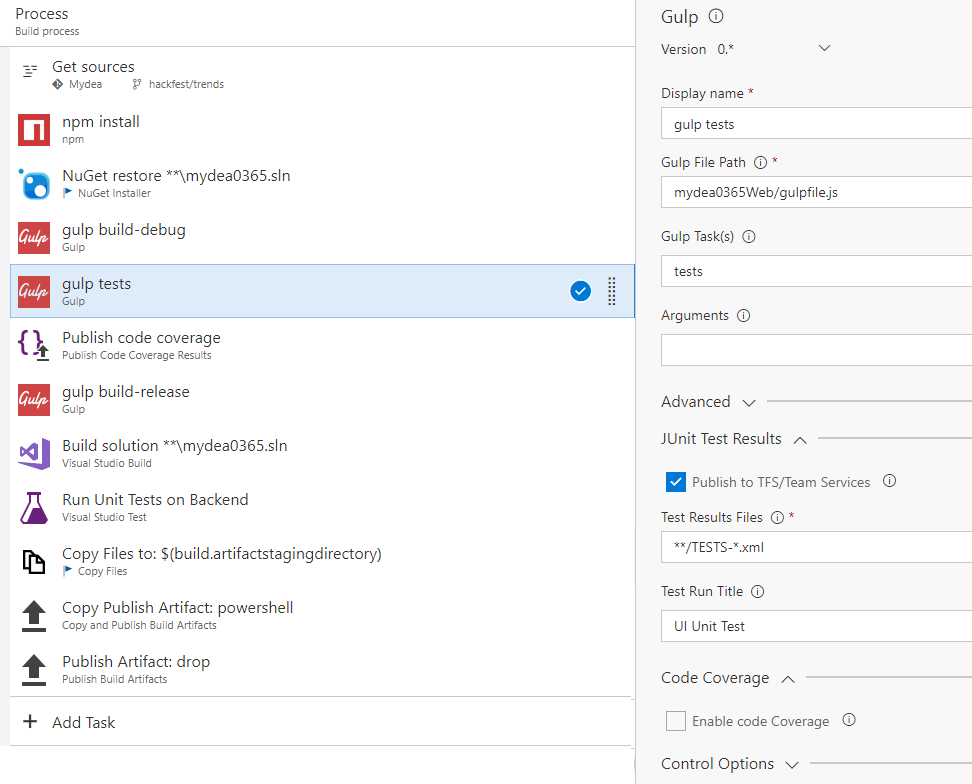 Process
Build process
Get sources
Mydea hackfest/trends
npm install
npm
NuGet restore **\mydea0365.sln
NuGet Installer
Gulp
gulp build-debug
Gulp
Gulp
gulp tests
Gulp
Publish code coverage
Publish Code Coverage Results
Gulp
gulp build-release
Gulp
Build solution **\mydea0365.sln
Visual Studio Build
Run Unit Tests on Backend
Visual Studio Test
Copy Files to: $(build.artifactstagingdirectory)
Copy Files
Copy Publish Artifact: powershell
Copy and Publish Build Artifacts
Publish Artifact: drop
Publish Build Artifacts
+ Add Task
Gulp
Version 0.*
Display name *
gulp tests
Gulp File Path *
mydea0365Web/gulpfile.js
Gulp Task(s)
tests
Arguments
Advanced
JUnit Test Results
Publish to TFS/Team Services
Test Results Files *
**/TESTS-*.xml
Test Run Title
UI Unit Test
Code Coverage
Enable code Coverage
Control Options